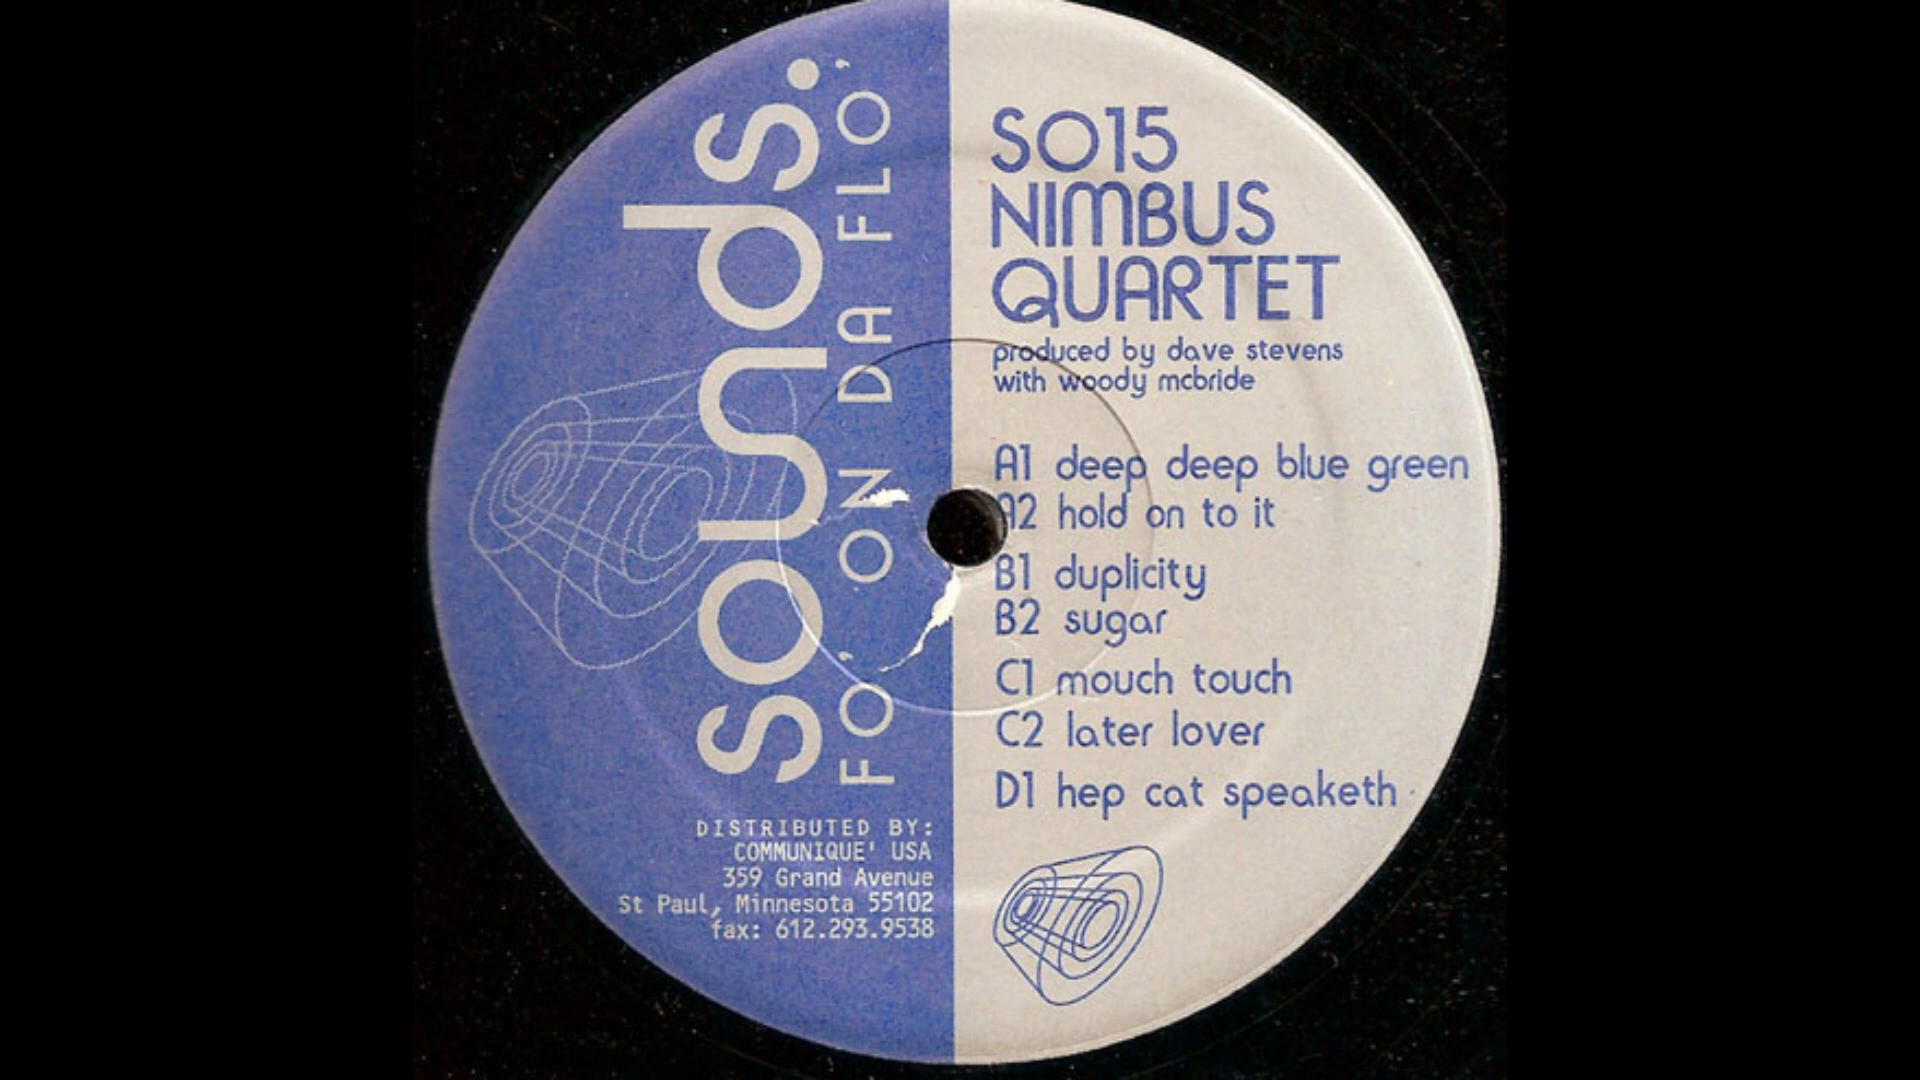 sounds.
FO', ON DA FLO'
DISTRIBUTED BY:
COMMUNIQUE' USA
359 Grand Avenue
St Paul, Minnesota 55102
fax: 612.293.9538
SO15
NIMBUS
QUARTET
produced by dave stevens
with woody mcbride
A1 deep deep blue green
A2 hold on to it
B1 duplicity
B2 sugar
C1 mouch touch
C2 later lover
D1 hep cat speaketh